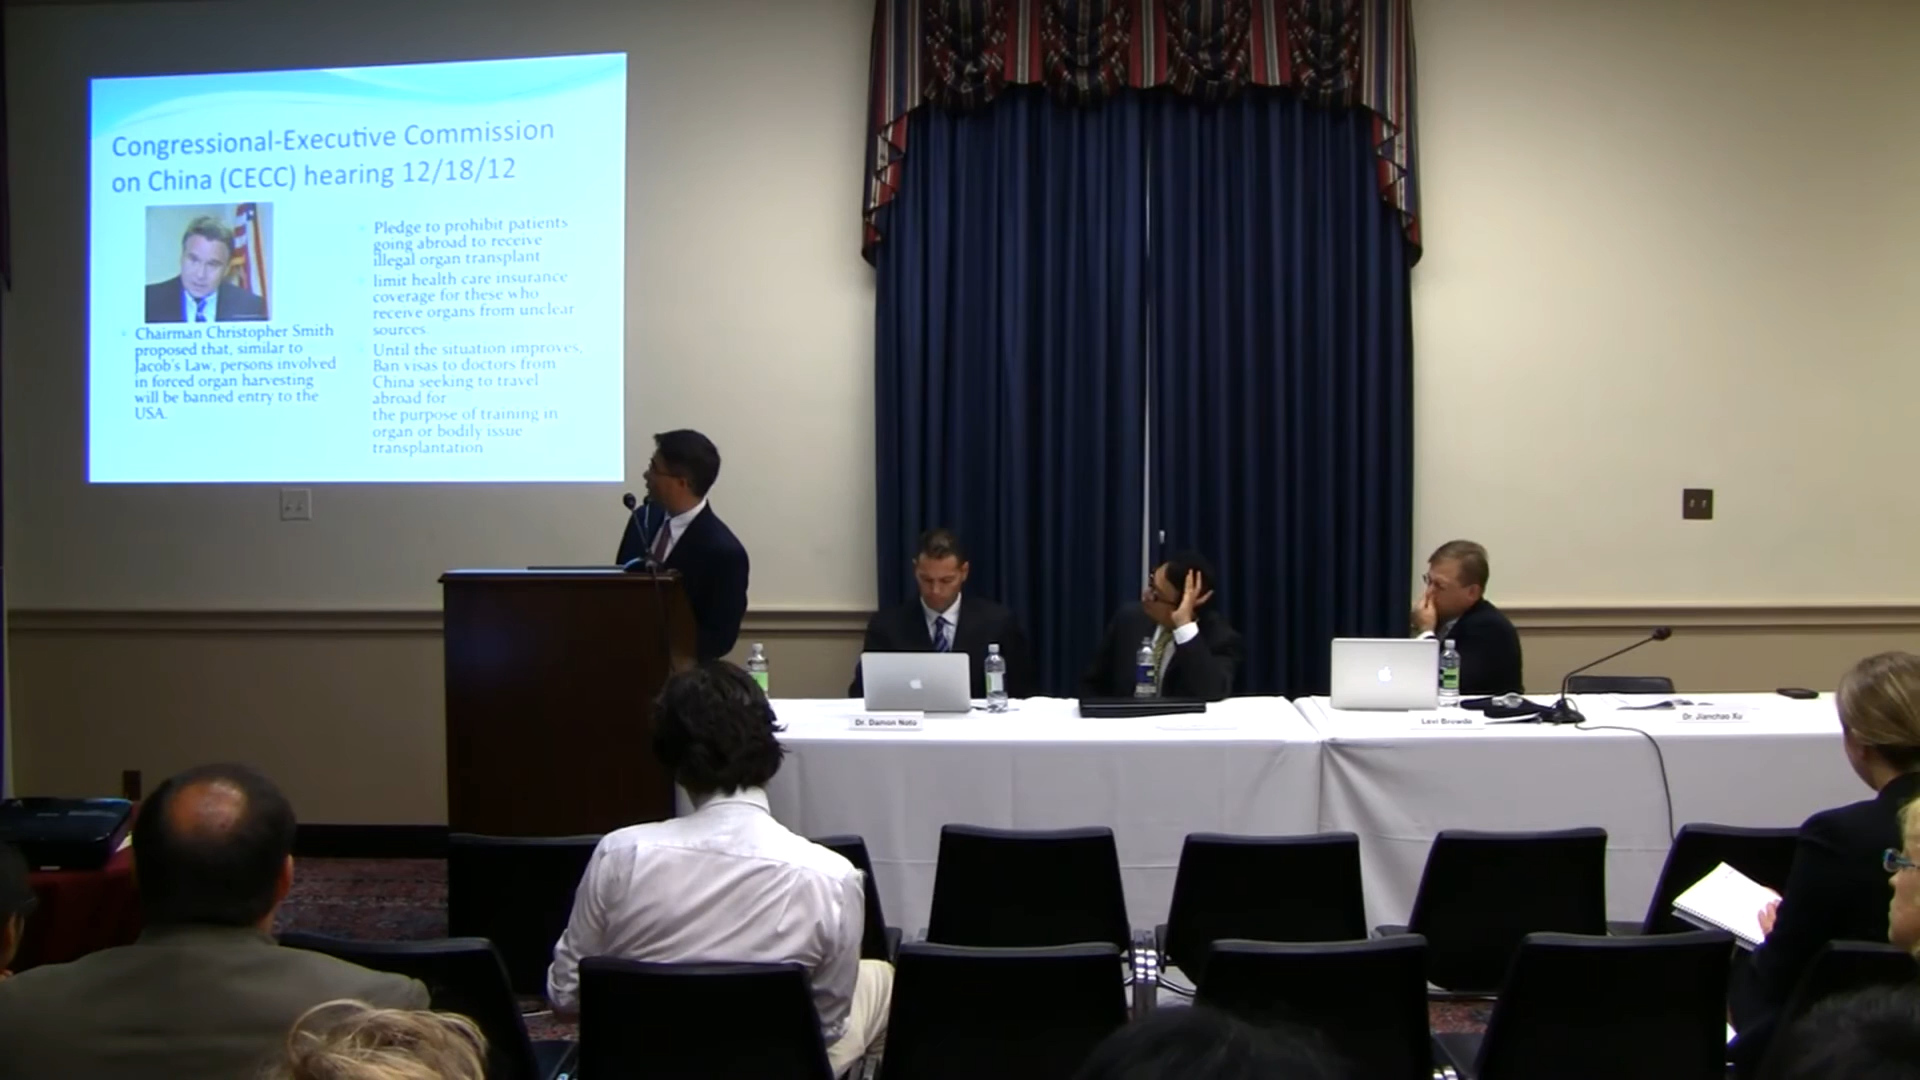 Congressional-Executive Commission
on China (CECC) hearing 12/18/12
Chairman Christopher Smith
proposed that, similar to
Jacob's Law, persons involved
in forced organ harvesting
will be banned entry to the
USA.
Pledge to prohibit patients
going abroad to receive
illegal organ transplant
limit health care insurance
coverage for these who
receive organs from unclear
sources.
Until the situation improves,
Ban visas to doctors from
China seeking to travel
abroad for
the purpose of training in
organ or bodily issue
transplantation
Dr. Damon Noto
Levi Browde
Dr. Jianchao Xu